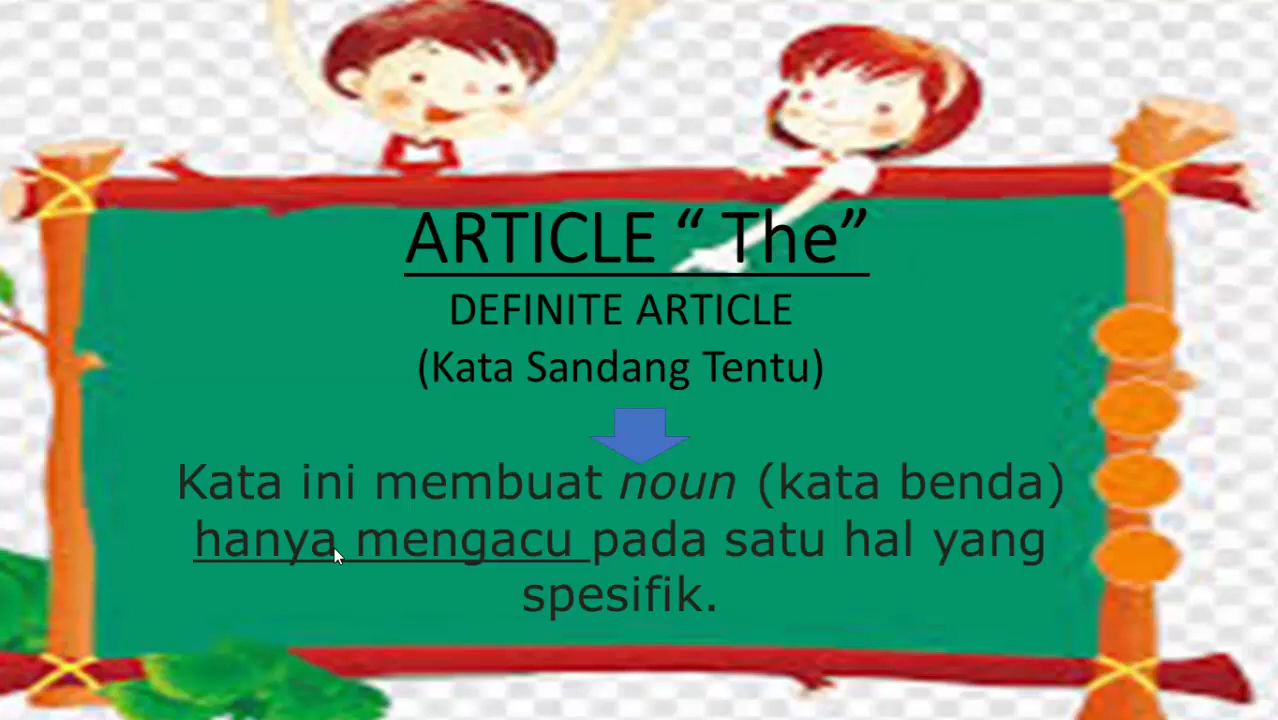 ARTICLE “ The”
DEFINITE ARTICLE
(Kata Sandang Tentu)
Kata ini membuat noun (kata benda)
hanya mengacu pada satu hal yang
spesifik.